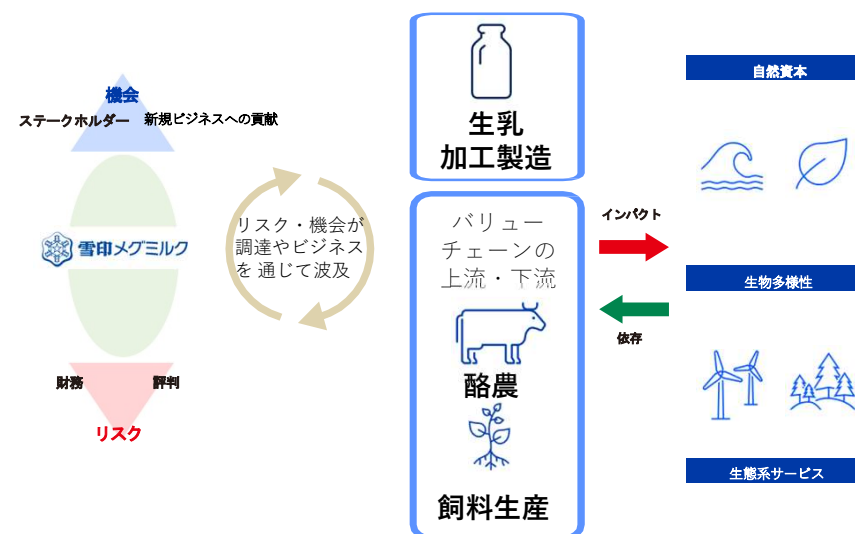 機会
ステークホルダー
新規ビジネスへの貢献
雪印メグミルク
財務
評判
リスク
リスク・機会が
調達やビジネス
を 通じて波及
生乳
加工製造
バリュー
チェーンの
上流・下流
酪農
飼料生産
インパクト
依存
自然資本
生物多様性
生態系サービス